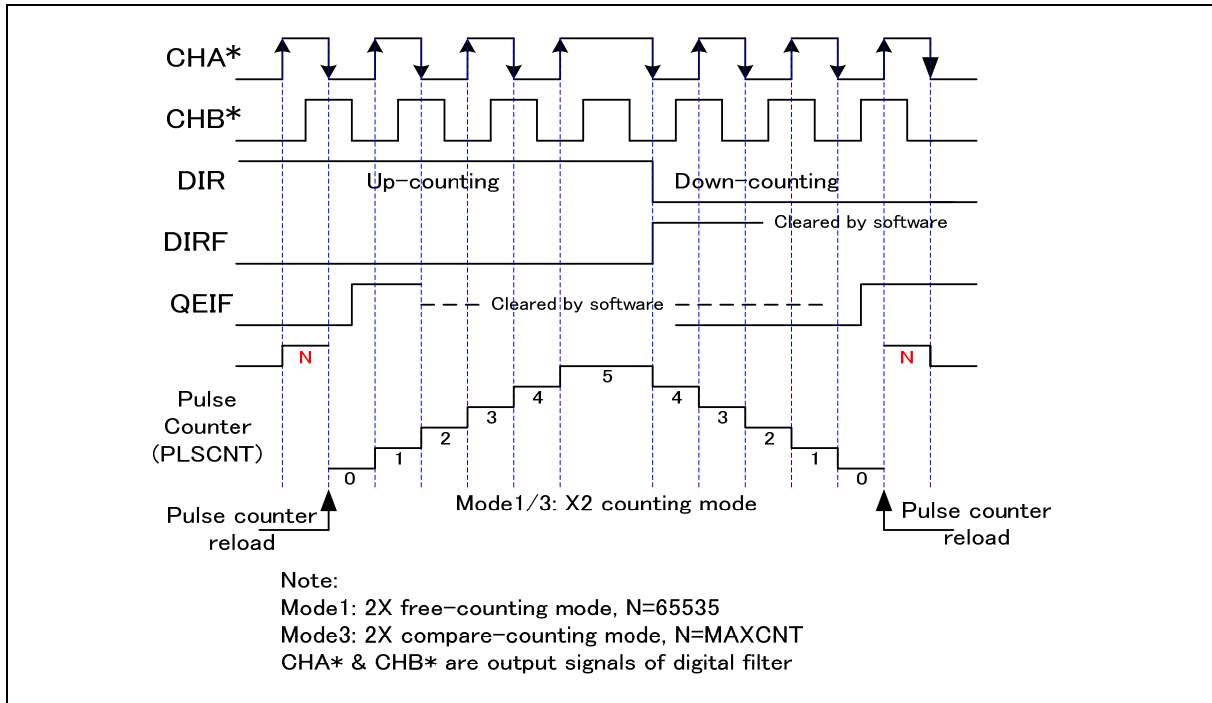 CHA*
CHB*
DIR
Up-counting
Down-counting
DIRF
Cleared by software
QEIF
Cleared by software
N
N
Pulse
Counter
(PLSCNT)
0
1
2
3
4
5
4
3
2
1
0
Mode1/3: X2 counting mode
Pulse counter
reload
Pulse counter
reload
Note:
Mode1: 2X free-counting mode, N=65535
Mode3: 2X compare-counting mode, N=MAXCNT
CHA* & CHB* are output signals of digital filter